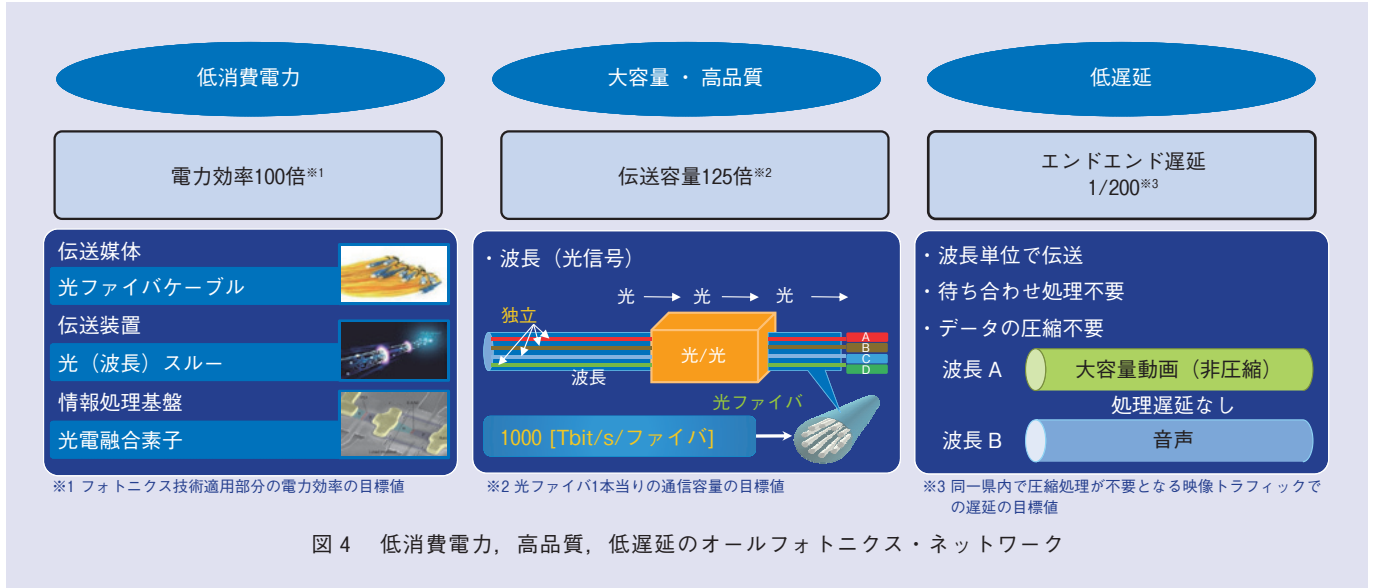 低消費電力
電力効率100倍※1
伝送媒体
光ファイバケーブル
伝送装置
光（波長）スルー
情報処理基盤
光電融合素子
※1 フォトニクス技術適用部分の電力効率の目標値
大容量 ・ 高品質
伝送容量125倍※2
・波長（光信号）
光 → 光 → 光 →
独立
光/光
A
B
C
D
波長
光ファイバ
1000 [Tbit/s/ファイバ]
※2 光ファイバ1本当りの通信容量の目標値
低遅延
エンドエンド遅延
1/200※3
・波長単位で伝送
・待ち合わせ処理不要
・データの圧縮不要
波長 A 大容量動画（非圧縮）
処理遅延なし
波長 B 音声
※3 同一県内で圧縮処理が不要となる映像トラフィックで
の遅延の目標値
図 4 低消費電力，高品質，低遅延のオールフォトニクス・ネットワーク